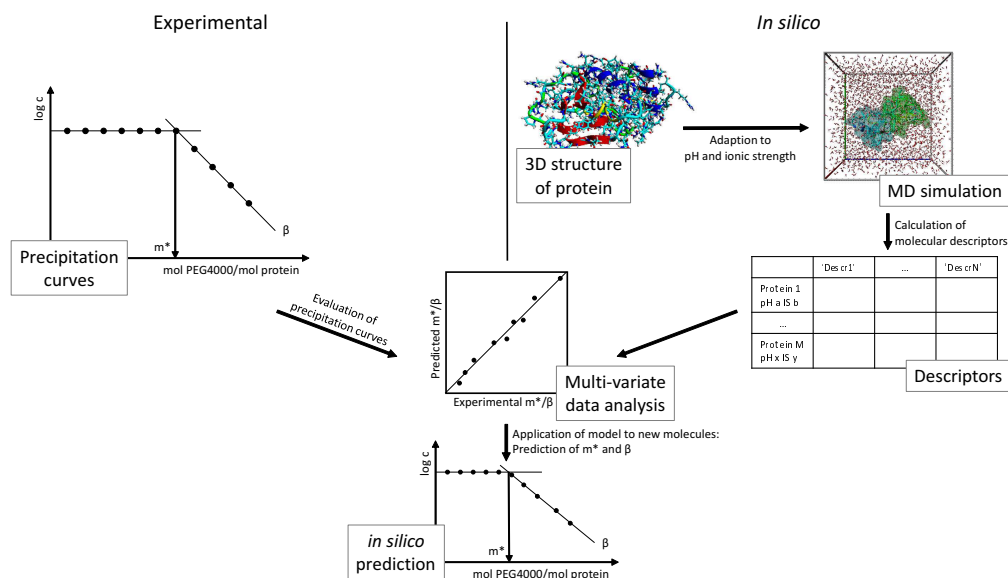 Experimental
In silico
log c
β
m*
mol PEG4000/mol protein
Precipitation
curves
3D structure
of protein
Adaption to
pH and ionic strength
MD simulation
Calculation of
molecular descriptors
'Descr1'
...
'DescrN'
Protein 1
pH a IS b
...
Protein M
pH x IS y
Descriptors
Evaluation of
precipitation curves
Predicted m*/β
Experimental m*/β
Multi-variate
data analysis
Application of model to new molecules:
Prediction of m* and β
log c
β
m*
mol PEG4000/mol protein
in silico
prediction